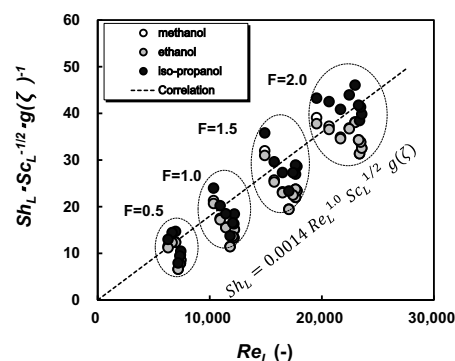 methanol
ethanol
iso-propanol
Correlation
60
50
40
30
20
10
0
0
10,000
20,000
30,000
F=0.5
F=1.0
F=1.5
F=2.0
Sh_L = 0.0014 Re_L^1.0 Sc_L^1/2 g(ζ)
Sh_L • Sc_L^-1/2 • g(ζ)^-1
Re_L (-)